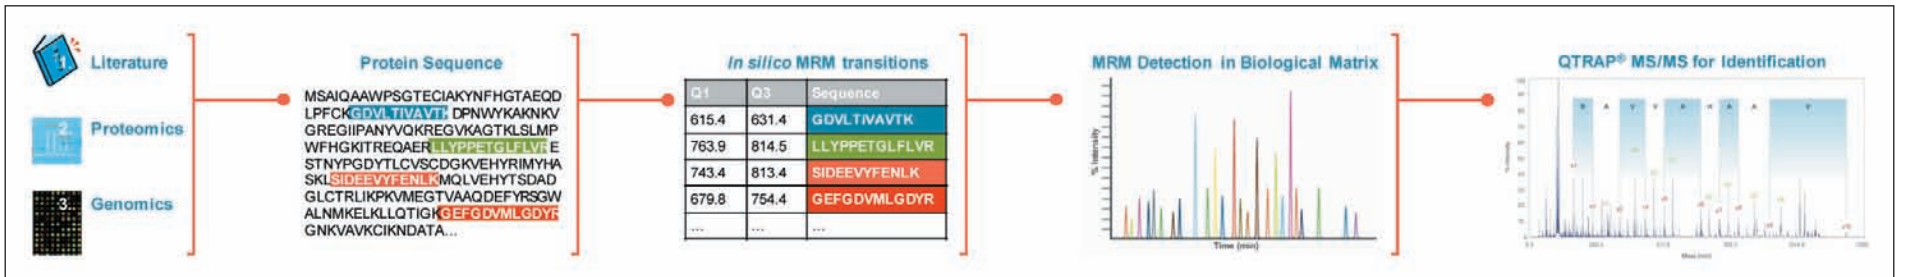 1.
Literature
2.
Proteomics
3.
Genomics
Protein Sequence
MSAIQAAWPSGTECIAKYNFHGTAEQD
LPFCKGDVLTIVAVTKDPNWYKAKNKV
GREGIIPANYVQKREGVKAGTKLSLMP
WFHGKITREQAERLLYPPETGLFLVRE
STNYPGDYTLCVSCDGKVEHYRIMYHA
SKLSIDEEVYFENLKMQLVEHYTSDAD
GLCTRLIKPKVMEGTVAAQDEFYRSGW
ALNMKELKLLQTIGKGEFGDVMLGDYR
GNKVAVKCIKNDATA...
In silico MRM transitions
Q1 Q3 Sequence
615.4 631.4 GDVLTIVAVTK
763.9 814.5 LLYPPETGLFLVR
743.4 813.4 SIDEEVYFENLK
679.8 754.4 GEFGDVMLGDYR
... ... ...
MRM Detection in Biological Matrix
% Intensity
Time (min)
QTRAP® MS/MS for Identification
% Intensity